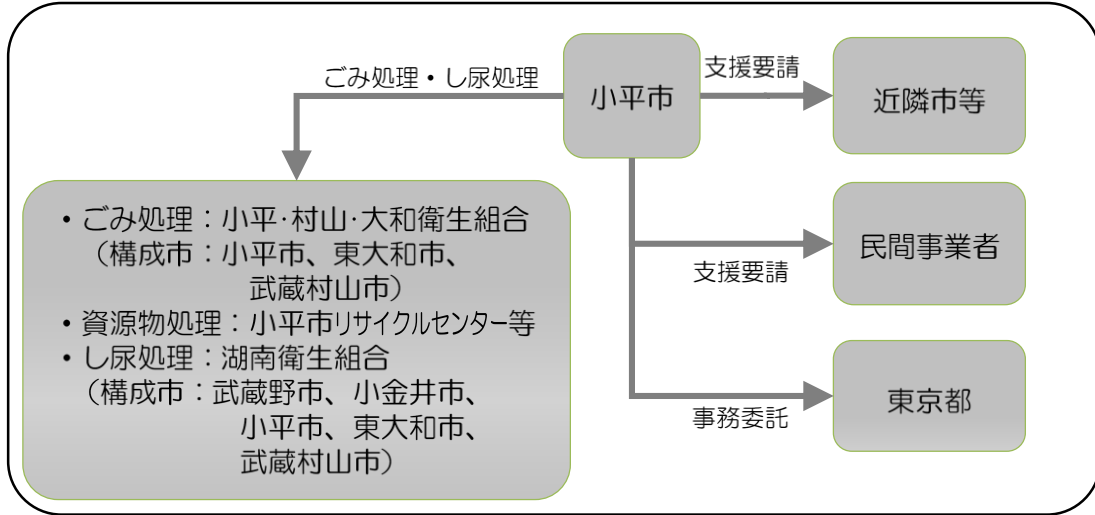 ごみ処理・し尿処理
小平市
支援要請
近隣市等
・ごみ処理：小平・村山・大和衛生組合
（構成市：小平市、東大和市、
武蔵村山市）
・資源物処理：小平市リサイクルセンター等
・し尿処理：湖南衛生組合
（構成市：武蔵野市、小金井市、
小平市、東大和市、
武蔵村山市）
支援要請
民間事業者
事務委託
東京都